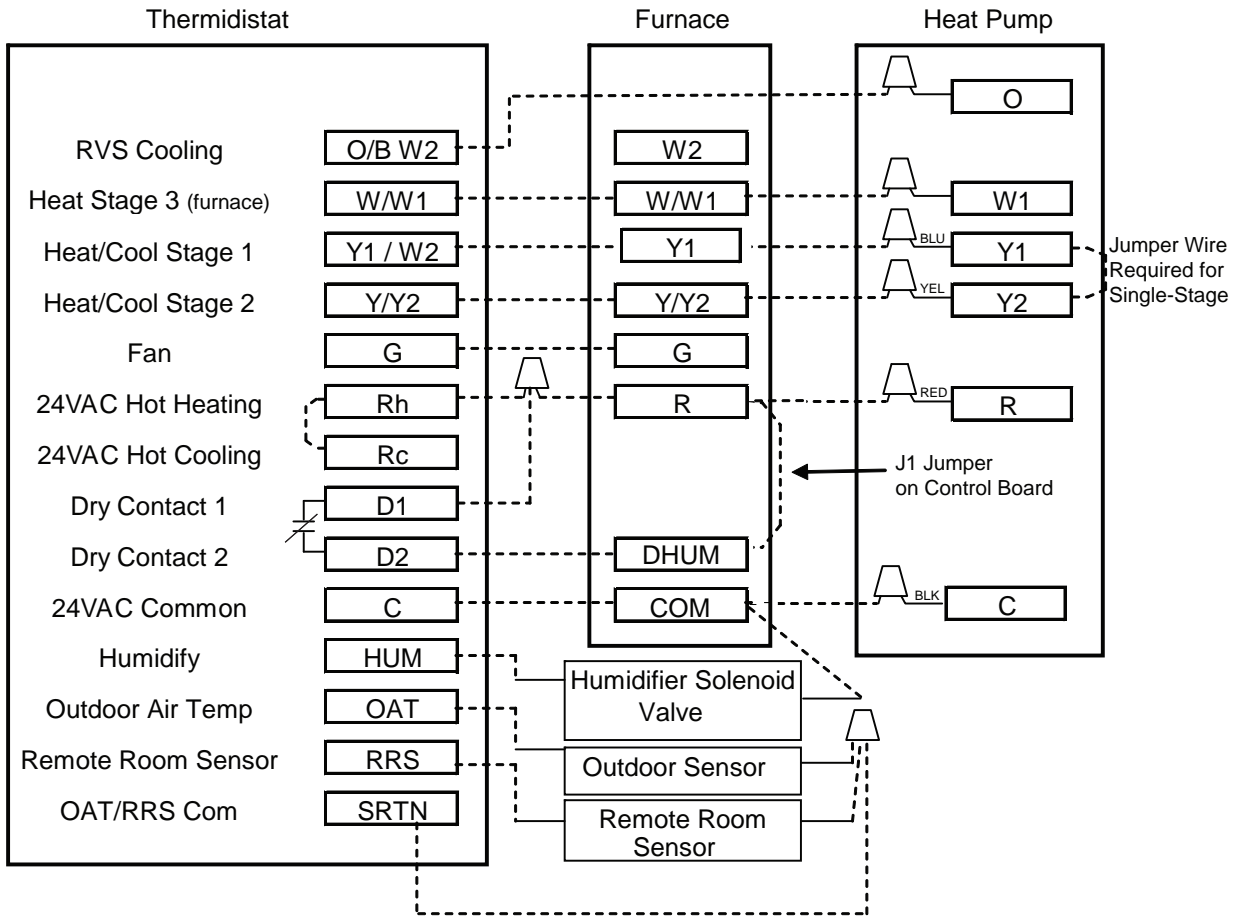 Thermidistat Furnace Heat Pump
O
RVS Cooling O/B W2 W2
Heat Stage 3 (furnace) W/W1 W/W1 W1
Heat/Cool Stage 1 Y1 / W2 Y1 BLU Y1
Heat/Cool Stage 2 Y/Y2 Y/Y2 YEL Y2
Jumper Wire
Required for
Single-Stage
Fan G G
24VAC Hot Heating Rh R RED R
24VAC Hot Cooling Rc
J1 Jumper
on Control Board
Dry Contact 1 D1
Dry Contact 2 D2 DHUM
24VAC Common C COM BLK C
Humidify HUM
Humidifier Solenoid
Valve
Outdoor Air Temp OAT
Outdoor Sensor
Remote Room Sensor RRS
Remote Room
Sensor
OAT/RRS Com SRTN